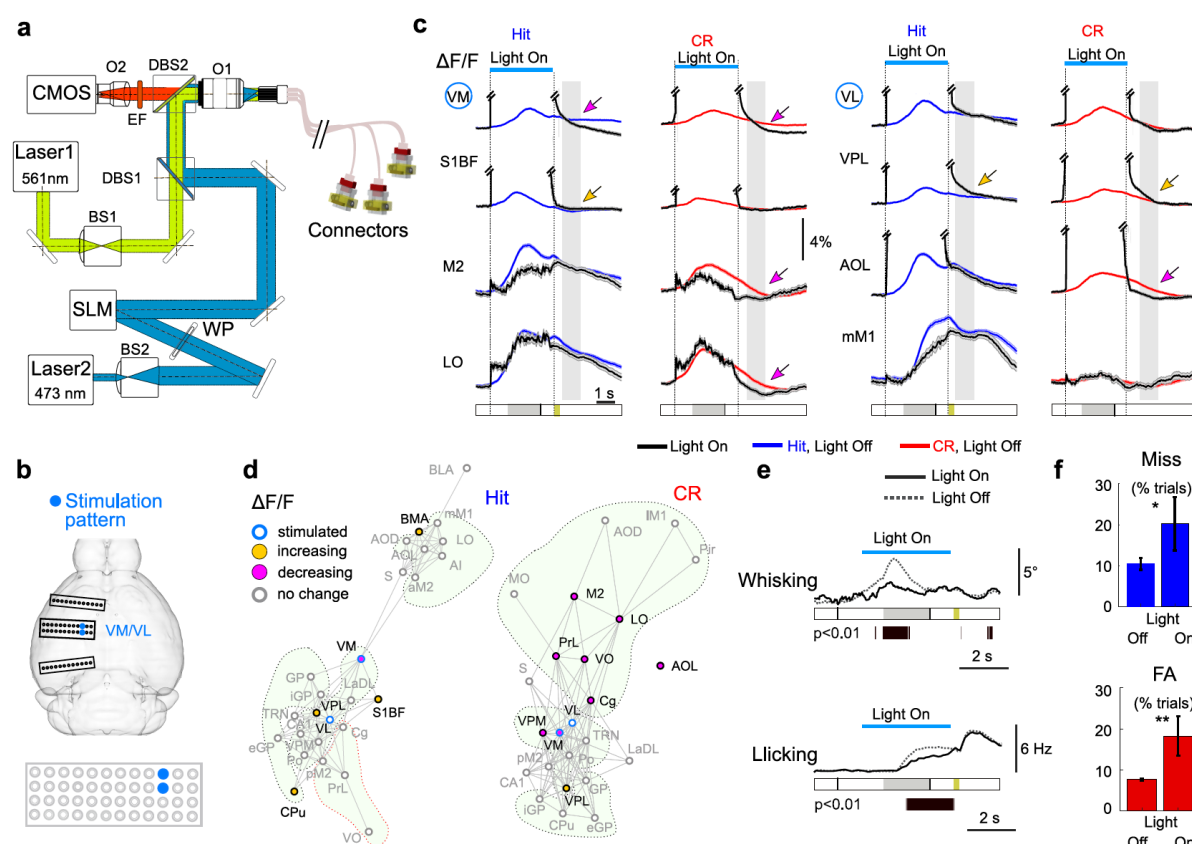 a
O2
DBS2
O1
CMOS
EF
Laser1
561nm
DBS1
BS1
Connectors
SLM
WP
Laser2
473 nm
BS2
b
Stimulation
pattern
VM/VL
c
Hit
CR
Hit
CR
Light On
Light On
Light On
Light On
ΔF/F
VM
VL
S1BF
VPL
4%
M2
AOL
LO
mM1
1 s
Light On
Hit, Light Off
CR, Light Off
d
ΔF/F
stimulated
increasing
decreasing
no change
Hit
BLA
BMA
mM1
AOD
LO
AOL
AI
S
aM2
VM
GP
LaDL
iGP
VPL
S1BF
TRN
CA1
VL
Cg
eGP
VPM
Po
pM2
PrL
CPu
VO
CR
lM1
AOD
Pir
MO
M2
LO
PrL
VO
AOL
S
Cg
VL
VPM
TRN
VM
LaDL
pM2
Po
CA1
GP
VPL
iGP
CPu
eGP
e
Light On
Light Off
Light On
5°
Whisking
p<0.01
2 s
Light On
6 Hz
Llicking
p<0.01
2 s
f
Miss
30
(% trials)
*
20
10
0
Light
Off
On
FA
30
(% trials)
**
20
10
0
Light
Off
On